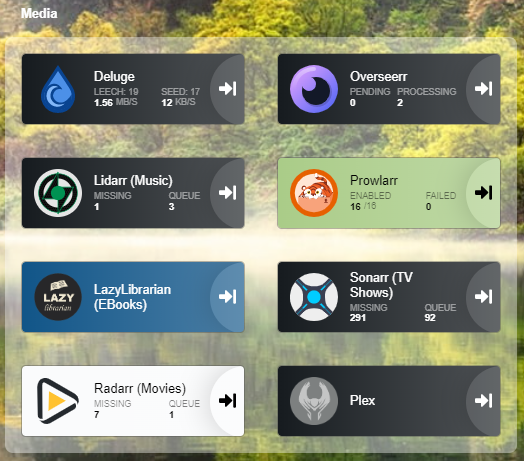 Media
Deluge
LEECH: 19 SEED: 17
1.56 MB/S 12 KB/S
Overseerr
PENDING PROCESSING
0 2
Lidarr (Music)
MISSING QUEUE
1 3
Prowlarr
ENABLED FAILED
16 /16 0
LAZY
librarian
LazyLibrarian
(EBooks)
Sonarr (TV
Shows)
MISSING QUEUE
291 92
Radarr (Movies)
MISSING QUEUE
7 1
Plex